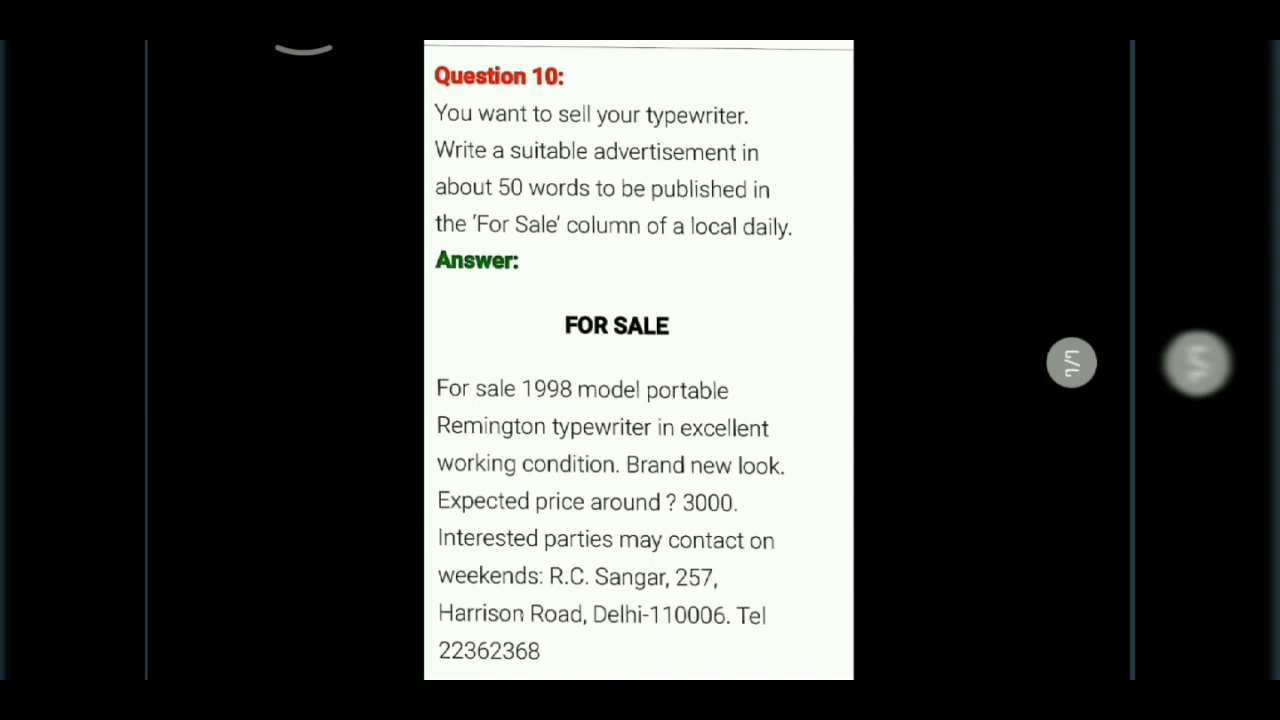 Question 10:
You want to sell your typewriter.
Write a suitable advertisement in
about 50 words to be published in
the 'For Sale' column of a local daily.
Answer:
FOR SALE
For sale 1998 model portable
Remington typewriter in excellent
working condition. Brand new look.
Expected price around ? 3000.
Interested parties may contact on
weekends: R.C. Sangar, 257,
Harrison Road, Delhi-110006. Tel
22362368